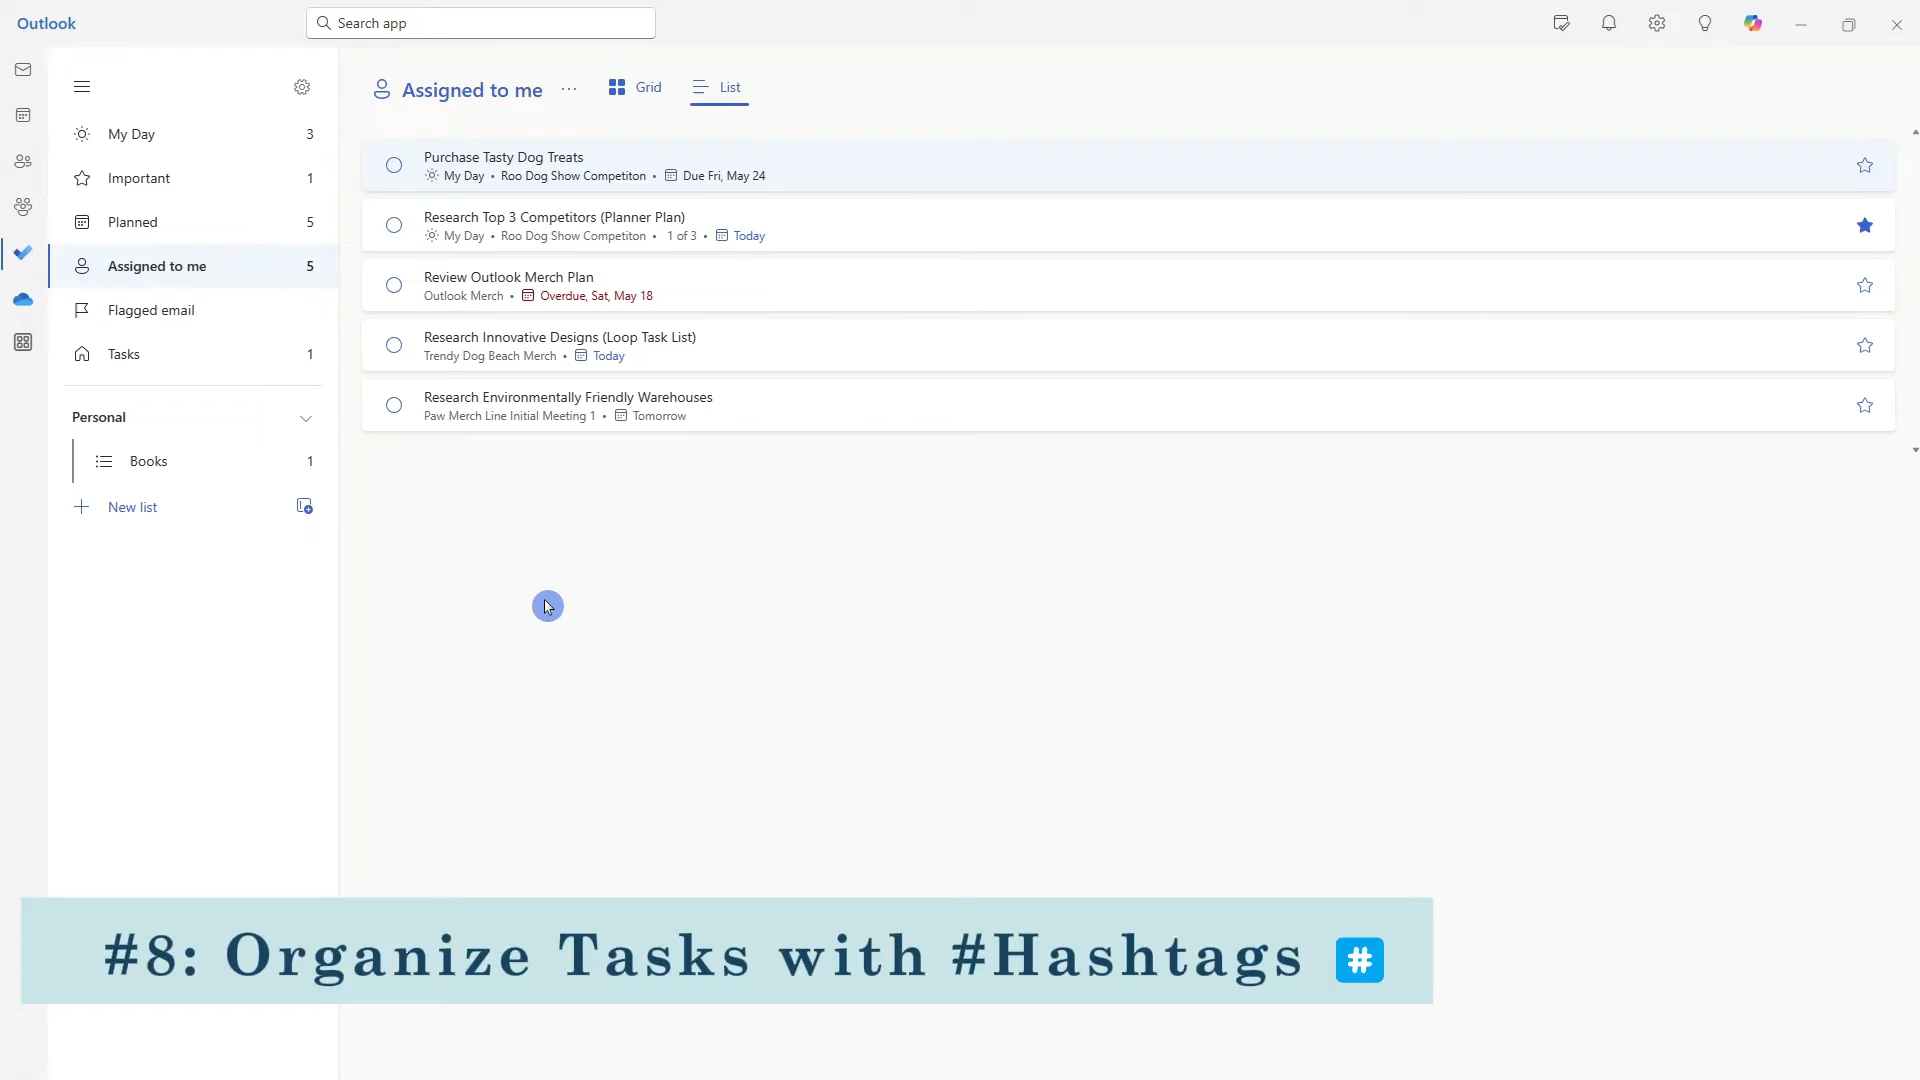 Outlook
Search app
My Day 3
Important 1
Planned 5
Assigned to me 5
Flagged email
Tasks 1
Personal
Books 1
New list
Assigned to me ... Grid List
Purchase Tasty Dog Treats
My Day • Roo Dog Show Competiton • Due Fri, May 24
Research Top 3 Competitors (Planner Plan)
My Day • Roo Dog Show Competiton • 1 of 3 • Today
Review Outlook Merch Plan
Outlook Merch • Overdue, Sat, May 18
Research Innovative Designs (Loop Task List)
Trendy Dog Beach Merch • Today
Research Environmentally Friendly Warehouses
Paw Merch Line Initial Meeting 1 • Tomorrow
#8: Organize Tasks with #Hashtags #